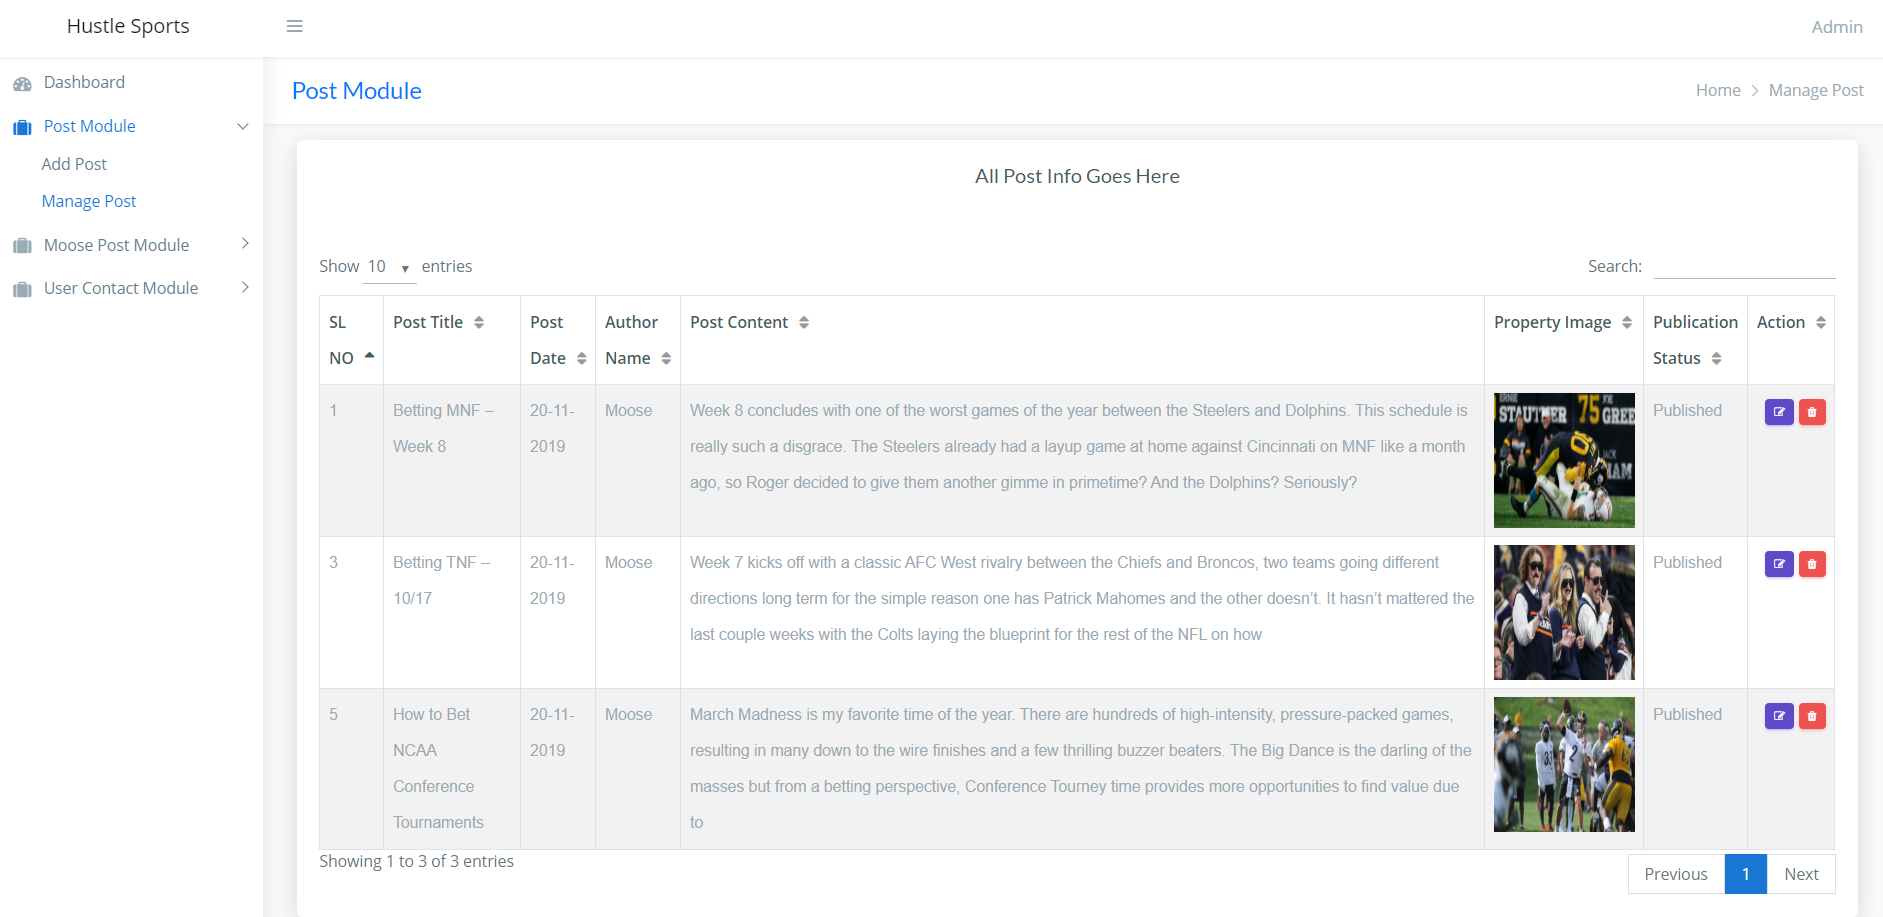 Hustle Sports
Admin
Dashboard
Post Module
Add Post
Manage Post
Moose Post Module
User Contact Module
Post Module
Home > Manage Post
All Post Info Goes Here
Show 10 entries
Search:
SL NO
Post Title
Post Date
Author Name
Post Content
Property Image
Publication Status
Action
1
Betting MNF –
Week 8
20-11-
2019
Moose
Week 8 concludes with one of the worst games of the year between the Steelers and Dolphins. This schedule is
really such a disgrace. The Steelers already had a layup game at home against Cincinnati on MNF like a month
ago, so Roger decided to give them another gimme in primetime? And the Dolphins? Seriously?
ERNIE
STAUTNER 75 JOE
GREE
JACK
HAM
Published
3
Betting TNF –
10/17
20-11-
2019
Moose
Week 7 kicks off with a classic AFC West rivalry between the Chiefs and Broncos, two teams going different
directions long term for the simple reason one has Patrick Mahomes and the other doesn’t. It hasn’t mattered the
last couple weeks with the Colts laying the blueprint for the rest of the NFL on how
Published
5
How to Bet
NCAA
Conference
Tournaments
20-11-
2019
Moose
March Madness is my favorite time of the year. There are hundreds of high-intensity, pressure-packed games,
resulting in many down to the wire finishes and a few thrilling buzzer beaters. The Big Dance is the darling of the
masses but from a betting perspective, Conference Tourney time provides more opportunities to find value due
to
2
Published
Showing 1 to 3 of 3 entries
Previous 1 Next